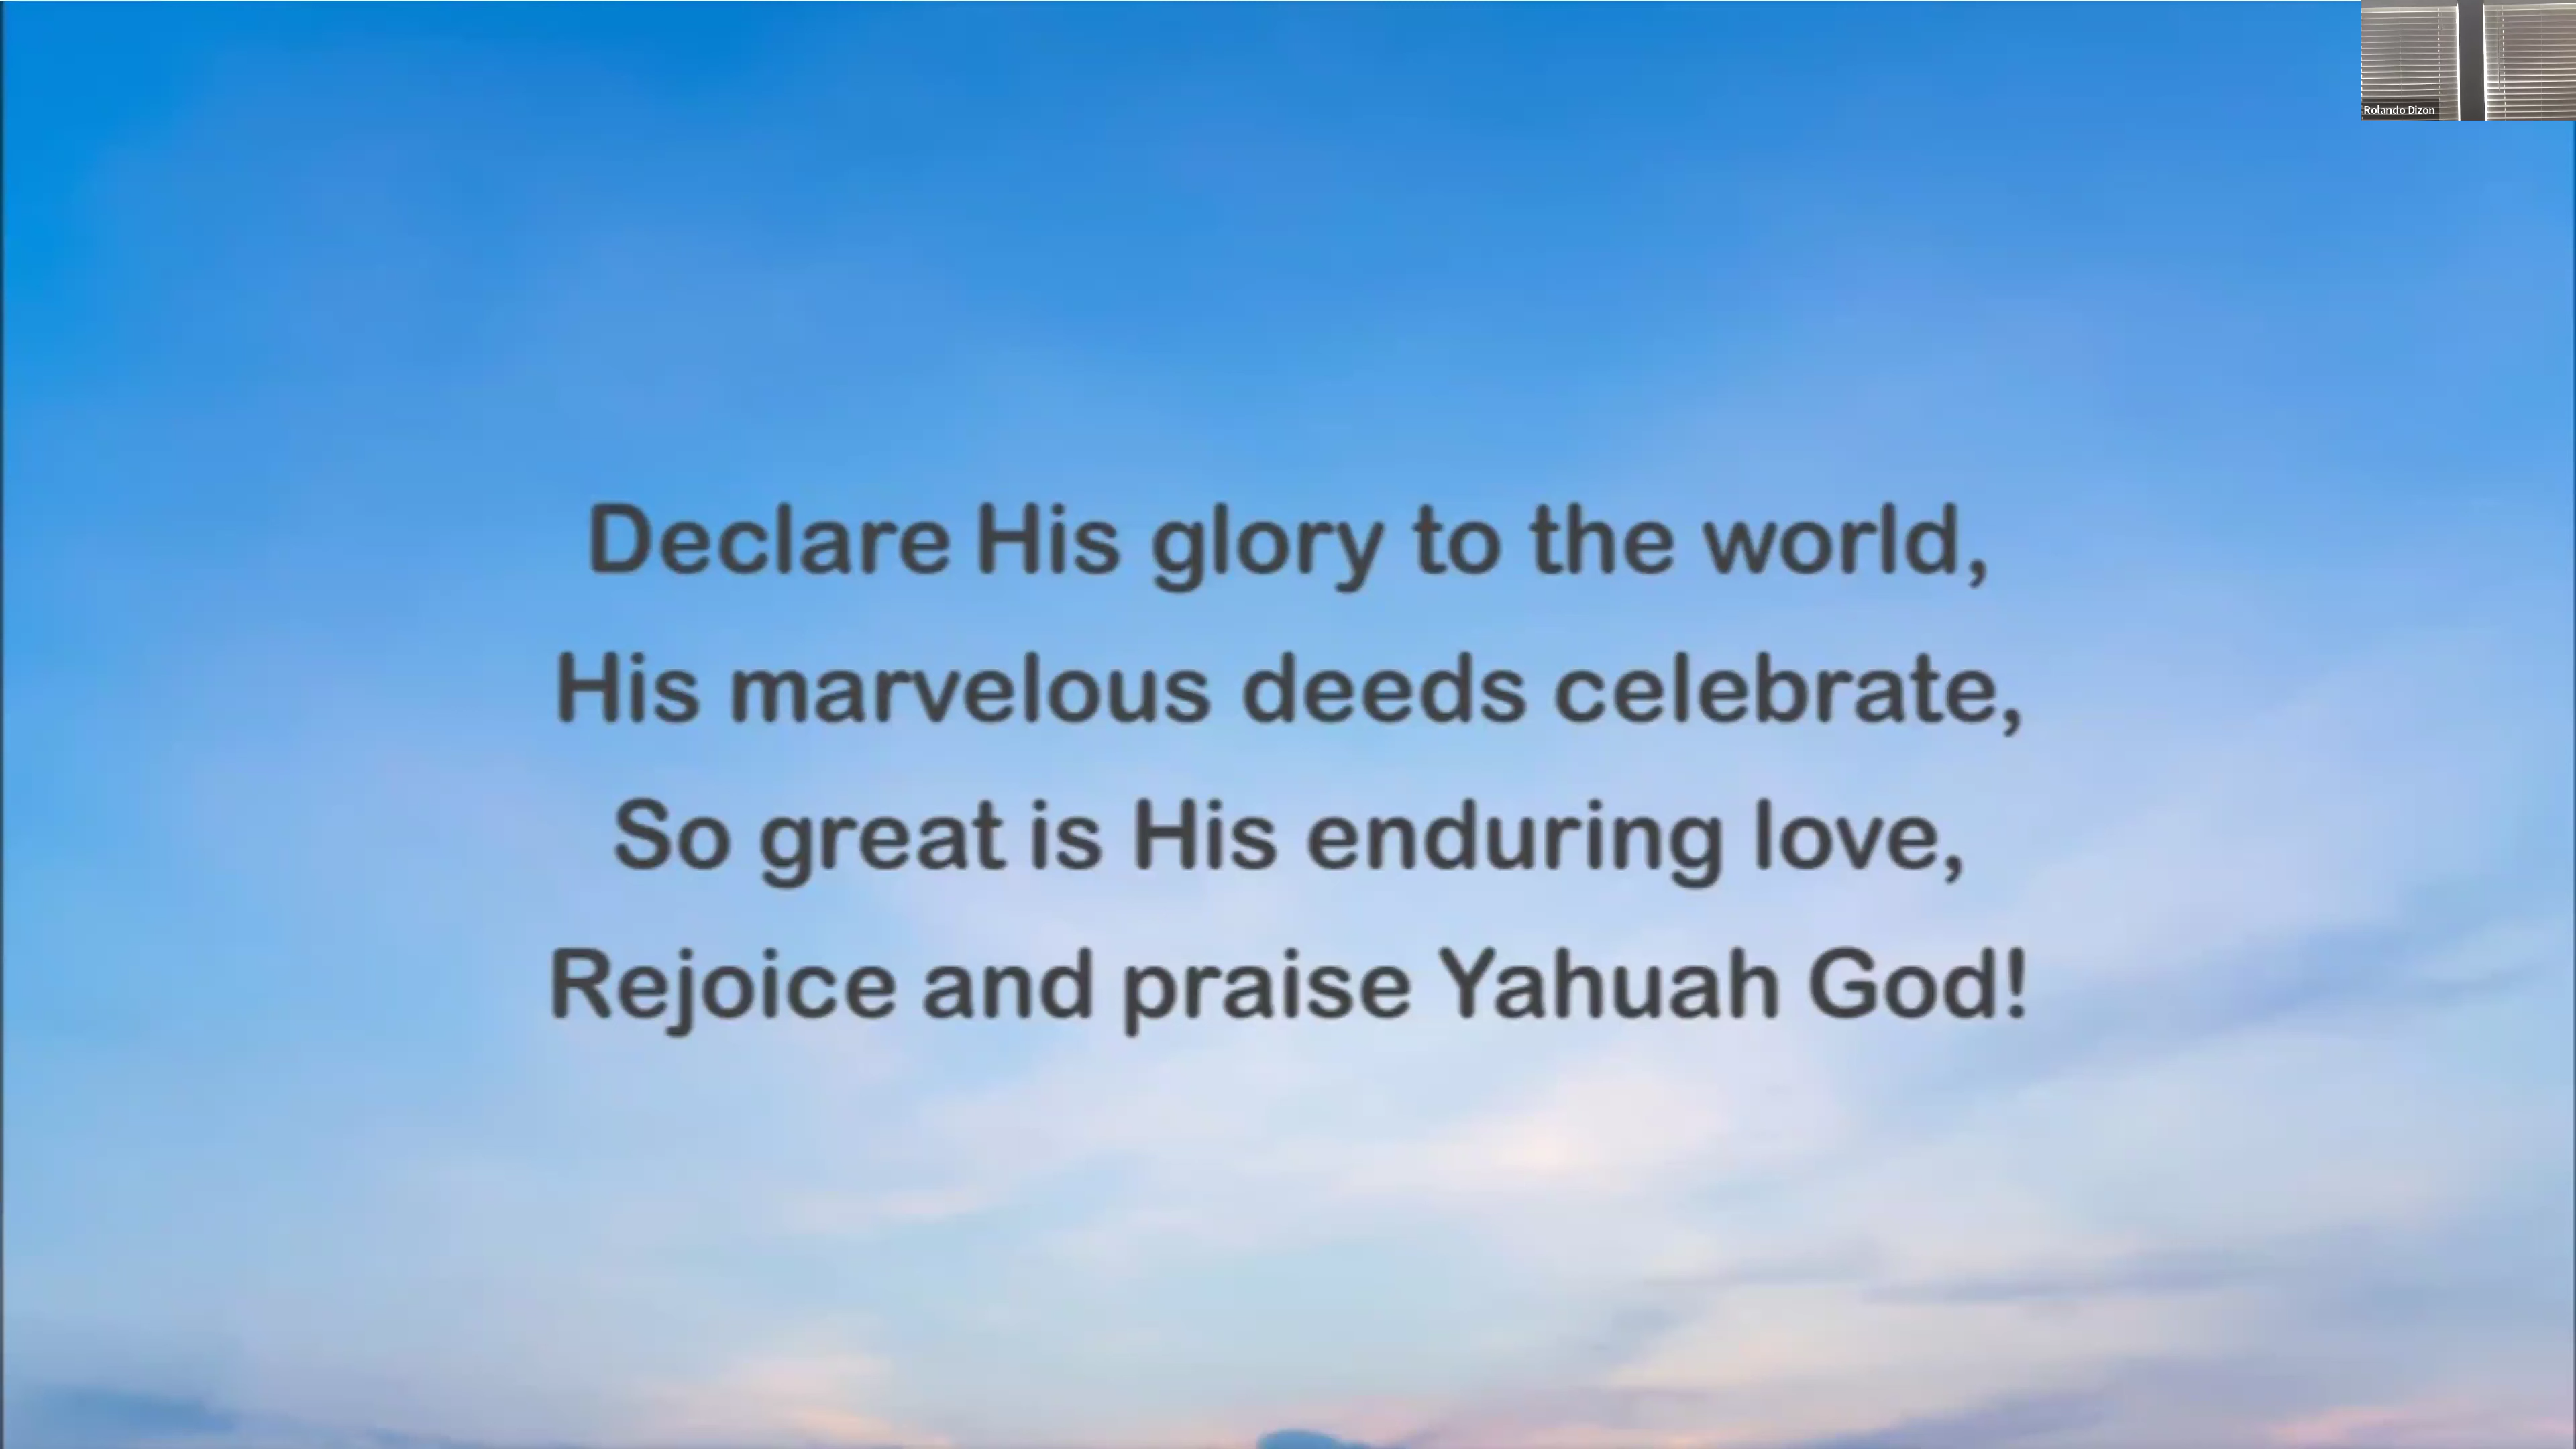 Rolando Dizon
Declare His glory to the world,
His marvelous deeds celebrate,
So great is His enduring love,
Rejoice and praise Yahuah God!